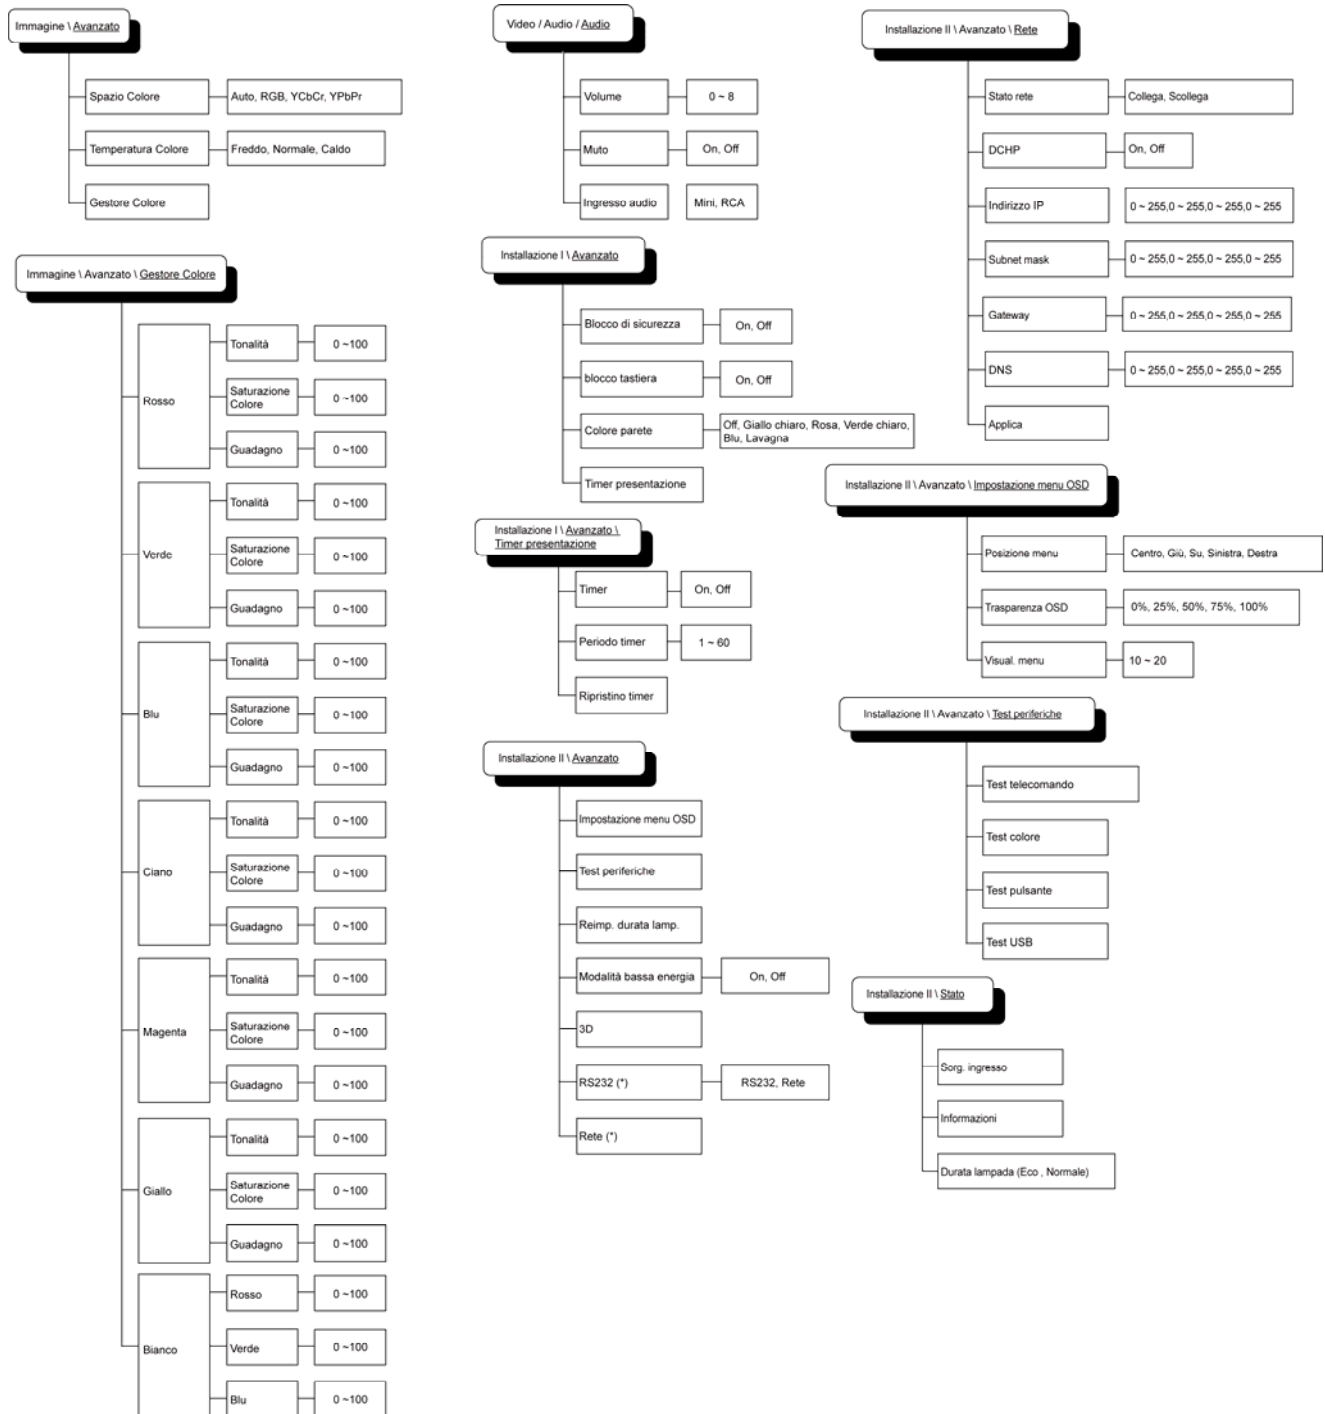 Immagine \ Avanzato
Spazio Colore
Auto, RGB, YCbCr, YPbPr
Temperatura Colore
Freddo, Normale, Caldo
Gestore Colore
Immagine \ Avanzato \ Gestore Colore
Rosso
Tonalità
0 ~100
Saturazione
Colore
0 ~100
Guadagno
0 ~100
Verde
Tonalità
0 ~100
Saturazione
Colore
0 ~100
Guadagno
0 ~100
Blu
Tonalità
0 ~100
Saturazione
Colore
0 ~100
Guadagno
0 ~100
Ciano
Tonalità
0 ~100
Saturazione
Colore
0 ~100
Guadagno
0 ~100
Magenta
Tonalità
0 ~100
Saturazione
Colore
0 ~100
Guadagno
0 ~100
Giallo
Tonalità
0 ~100
Saturazione
Colore
0 ~100
Guadagno
0 ~100
Bianco
Rosso
0 ~100
Verde
0 ~100
Blu
0 ~100
Video / Audio / Audio
Volume
0 ~ 8
Muto
On, Off
Ingresso audio
Mini, RCA
Installazione I \ Avanzato
Blocco di sicurezza
On, Off
blocco tastiera
On, Off
Colore parete
Off, Giallo chiaro, Rosa, Verde chiaro,
Blu, Lavagna
Timer presentazione
Installazione I \ Avanzato \
Timer presentazione
Timer
On, Off
Periodo timer
1 ~ 60
Ripristino timer
Installazione II \ Avanzato
Impostazione menu OSD
Test periferiche
Reimp. durata lamp.
Modalità bassa energia
On, Off
3D
RS232 (*)
RS232, Rete
Rete (*)
Installazione II \ Avanzato \ Rete
Stato rete
Collega, Scollega
DCHP
On, Off
Indirizzo IP
0 ~ 255,0 ~ 255,0 ~ 255,0 ~ 255
Subnet mask
0 ~ 255,0 ~ 255,0 ~ 255,0 ~ 255
Gateway
0 ~ 255,0 ~ 255,0 ~ 255,0 ~ 255
DNS
0 ~ 255,0 ~ 255,0 ~ 255,0 ~ 255
Applica
Installazione II \ Avanzato \ Impostazione menu OSD
Posizione menu
Centro, Giù, Su, Sinistra, Destra
Trasparenza OSD
0%, 25%, 50%, 75%, 100%
Visual. menu
10 ~ 20
Installazione II \ Avanzato \ Test periferiche
Test telecomando
Test colore
Test pulsante
Test USB
Installazione II \ Stato
Sorg. ingresso
Informazioni
Durata lampada (Eco , Normale)